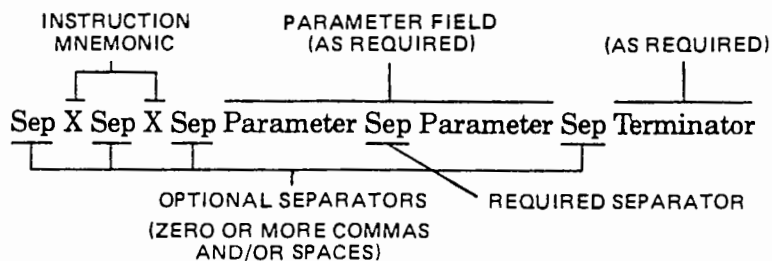 INSTRUCTION
MNEMONIC
PARAMETER FIELD
(AS REQUIRED)
(AS REQUIRED)
Sep X Sep X Sep Parameter Sep Parameter Sep Terminator
OPTIONAL SEPARATORS
(ZERO OR MORE COMMAS
AND/OR SPACES)
REQUIRED SEPARATOR